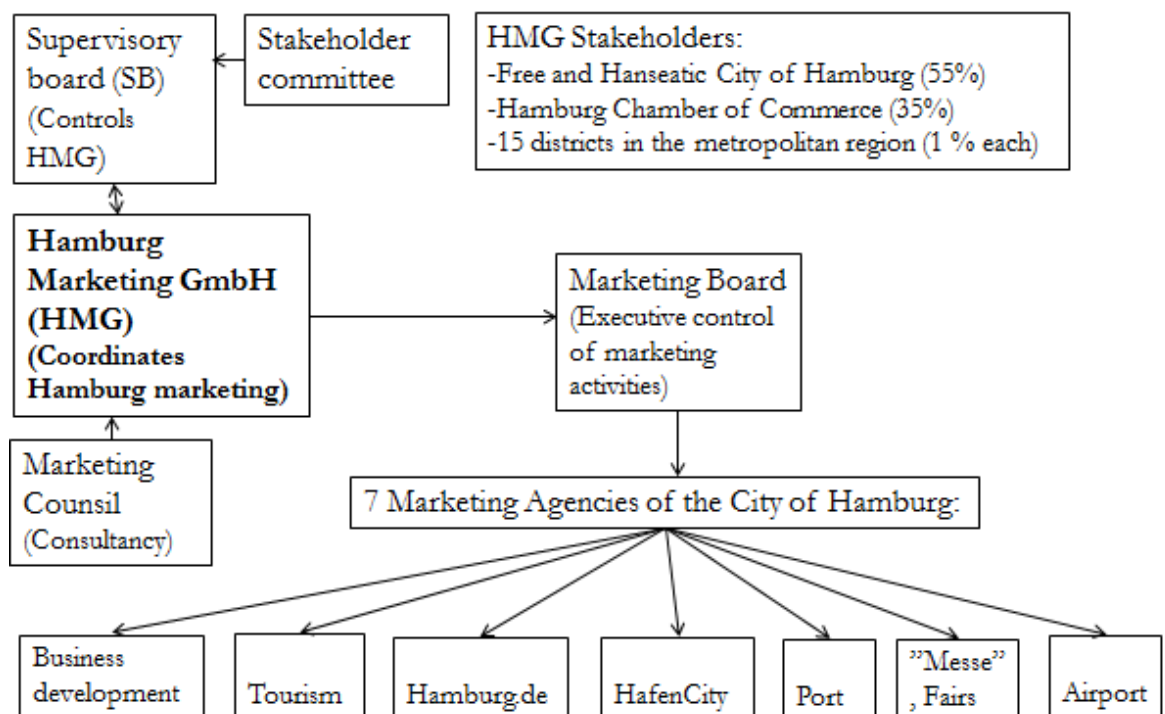 Supervisory
board (SB)
(Controls
HMG)
Stakeholder
committee
HMG Stakeholders:
-Free and Hanseatic City of Hamburg (55%)
-Hamburg Chamber of Commerce (35%)
-15 districts in the metropolitan region (1 % each)
Hamburg
Marketing GmbH
(HMG)
(Coordinates
Hamburg marketing)
Marketing Board
(Executive control
of marketing
activities)
Marketing
Counsil
(Consultancy)
7 Marketing Agencies of the City of Hamburg:
Business
development
Tourism
Hamburg.de
HafenCity
Port
”Messe”
, Fairs
Airport